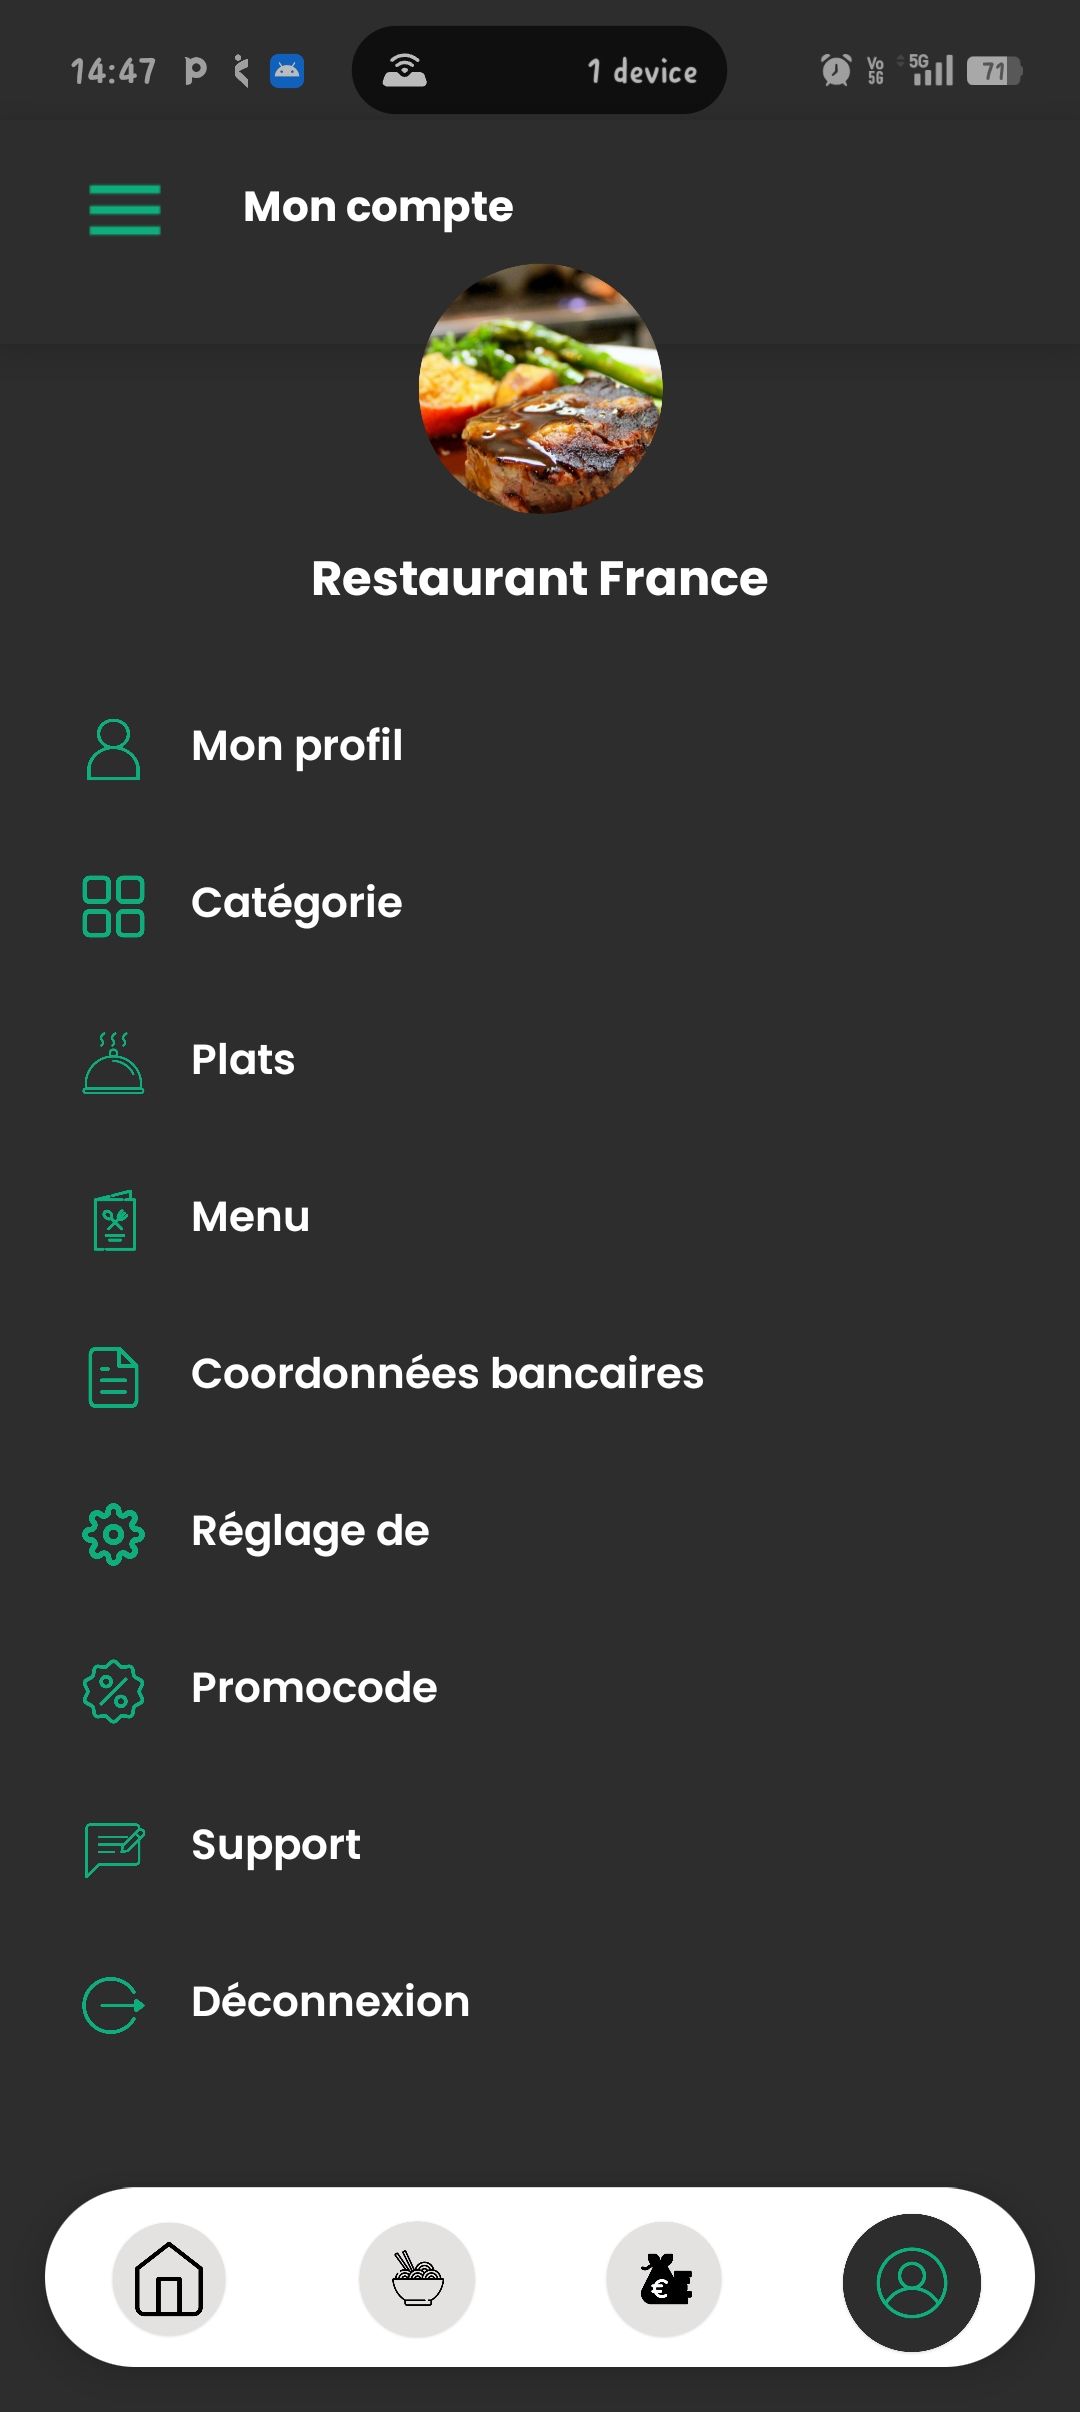 14:47
1 device
Vo 5G
5G
71
Mon compte
Restaurant France
Mon profil
Catégorie
Plats
Menu
Coordonnées bancaires
Réglage de
Promocode
Support
Déconnexion